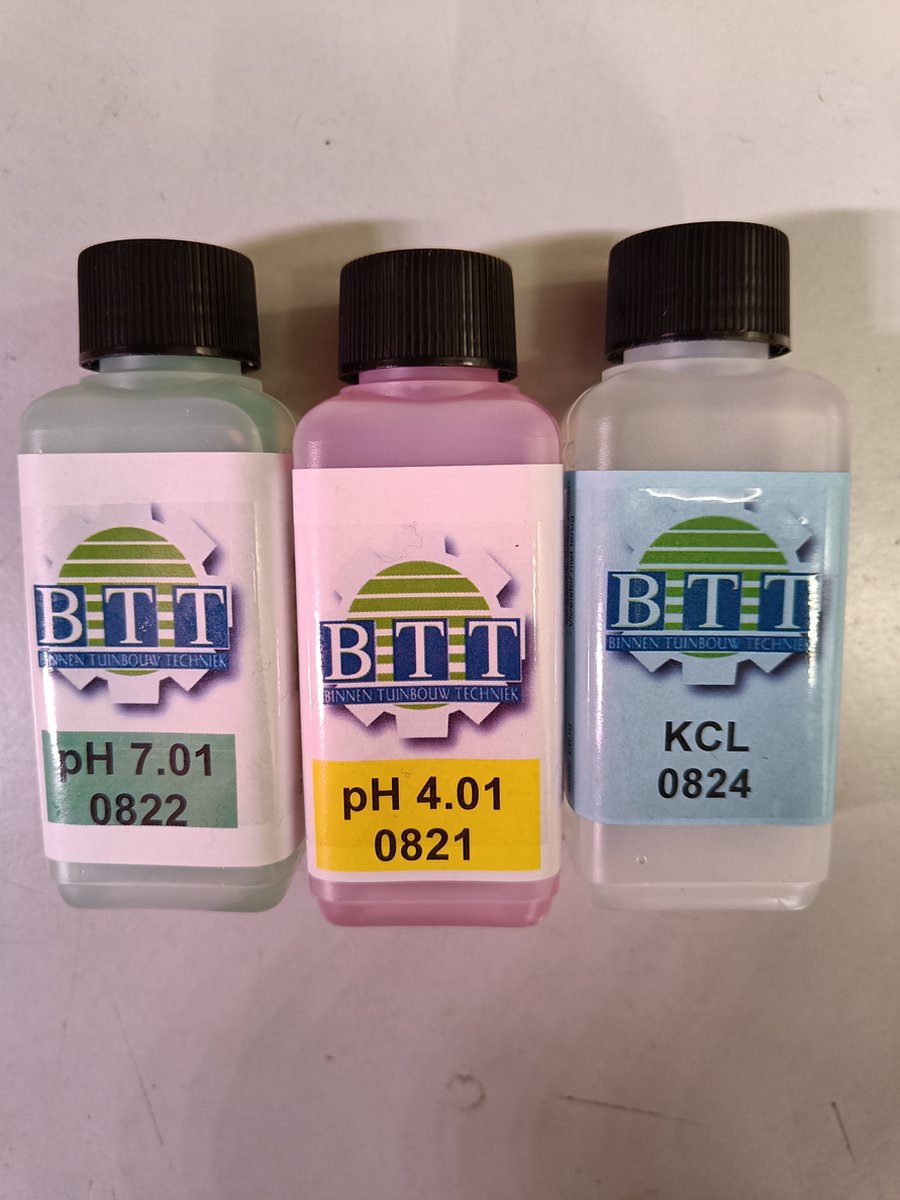 BTT
BINNEN TUINBOUW TECHNIEK
pH 7.01
0822
BTT
BINNEN TUINBOUW TECHNIEK
pH 4.01
0821
BTT
BINNEN TUINBOUW TECHNIEK
KCL
0824